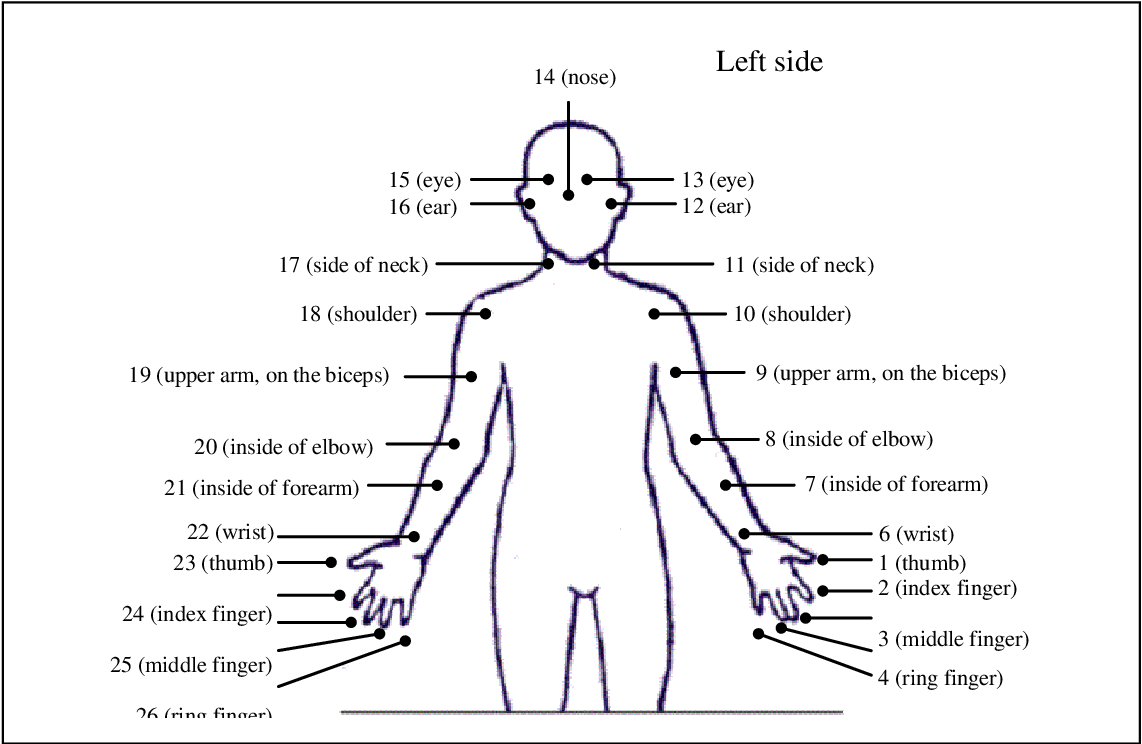 Left side
14 (nose)
15 (eye)
13 (eye)
16 (ear)
12 (ear)
17 (side of neck)
11 (side of neck)
18 (shoulder)
10 (shoulder)
19 (upper arm, on the biceps)
9 (upper arm, on the biceps)
20 (inside of elbow)
8 (inside of elbow)
21 (inside of forearm)
7 (inside of forearm)
22 (wrist)
6 (wrist)
23 (thumb)
1 (thumb)
2 (index finger)
24 (index finger)
3 (middle finger)
25 (middle finger)
4 (ring finger)
26 (ring finger)